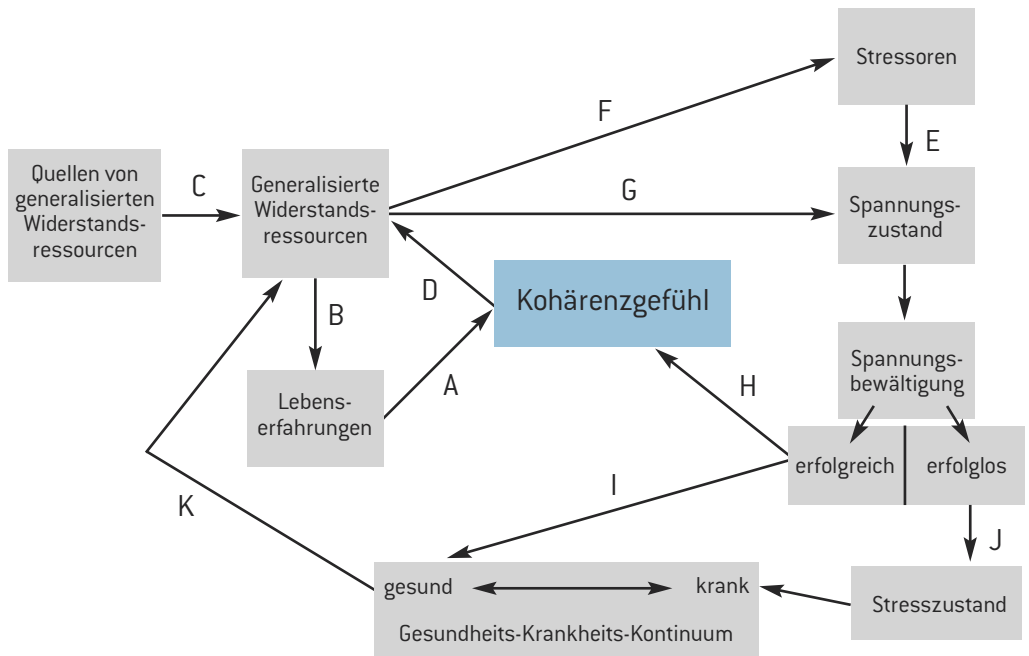 Stressoren
F
E
Quellen von
generalisierten
Widerstands-
ressourcen
C
Generalisierte
Widerstands-
ressourcen
G
Spannungs-
zustand
D
Kohärenzgefühl
B
A
Lebens-
erfahrungen
H
Spannungs-
bewältigung
erfolgreich
erfolglos
I
K
J
gesund
krank
Gesundheits-Krankheits-Kontinuum
Stresszustand